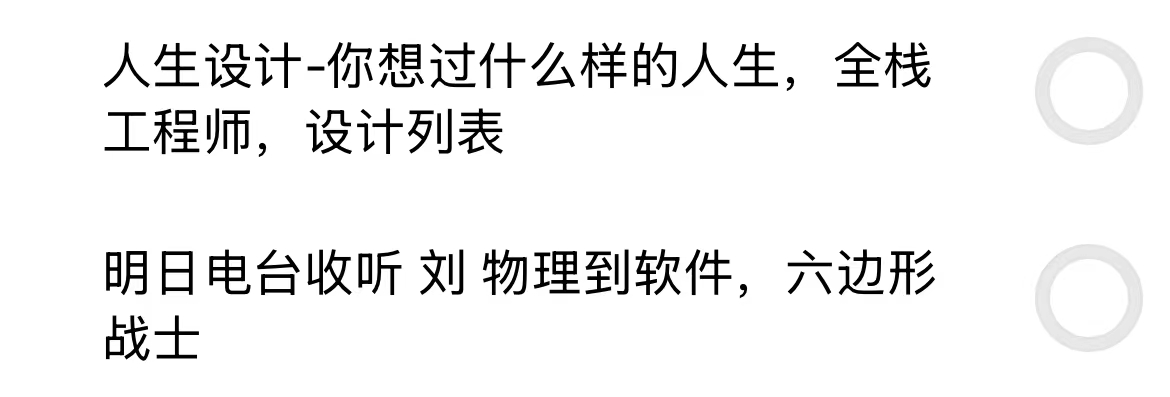 人生设计-你想过什么样的人生，全栈
工程师，设计列表
明日电台收听 刘 物理到软件，六边形
战士